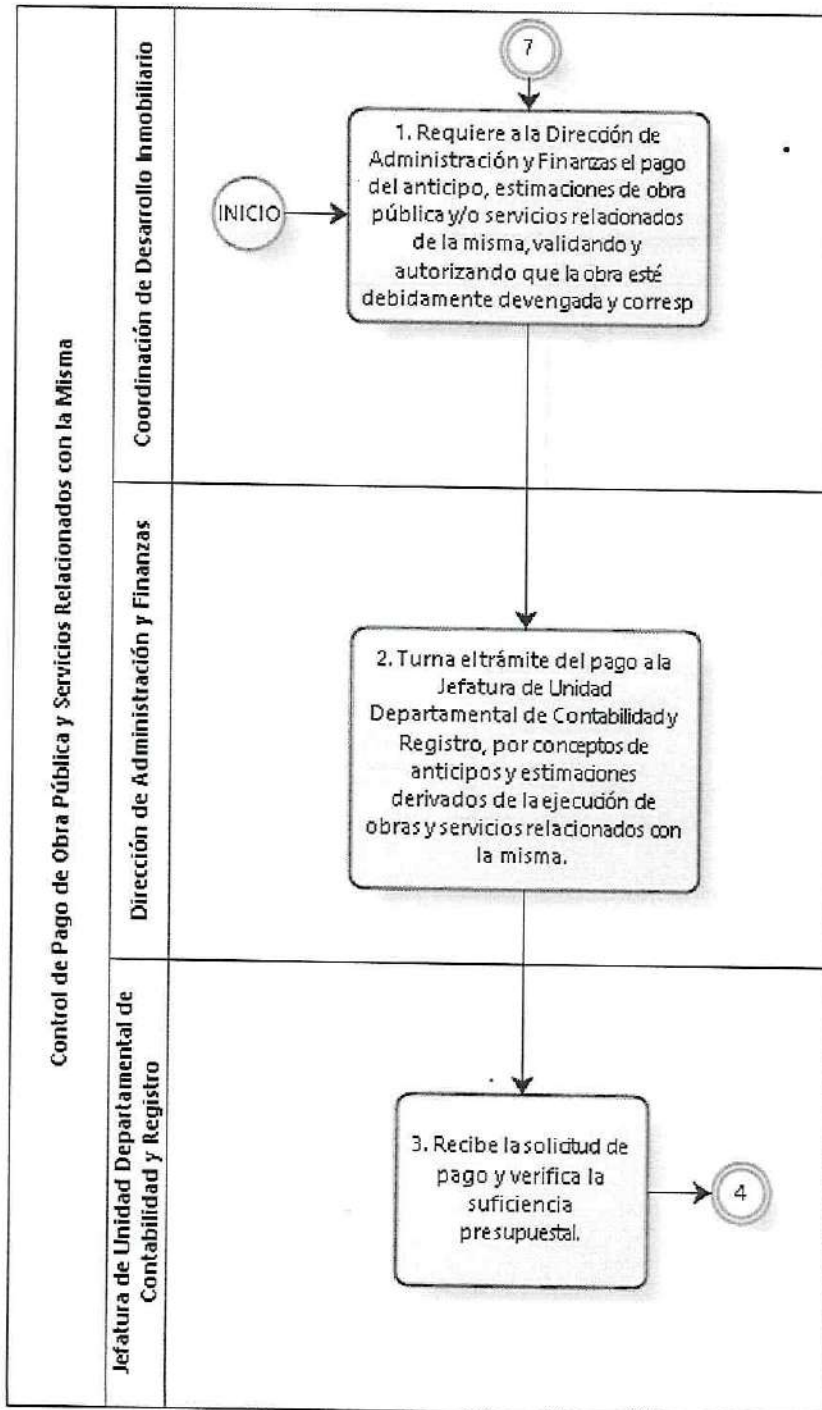 Control de Pago de Obra Pública y Servicios Relacionados con la Misma
Coordinación de Desarrollo Inmobiliario
7
INICIO
1. Requiere a la Dirección de
Administración y Finanzas el pago
del anticipo, estimaciones de obra
pública y/o servicios relacionados
de la misma, validando y
autorizando que la obra esté
debidamente devengada y corresp
Dirección de Administración y Finanzas
2. Turna el trámite del pago a la
Jefatura de Unidad
Departamental de Contabilidad y
Registro, por conceptos de
anticipos y estimaciones
derivados de la ejecución de
obras y servicios relacionados con
la misma.
Jefatura de Unidad Departamental de
Contabilidad y Registro
3. Recibe la solicitud de
pago y verifica la
suficiencia
presupuestal.
4